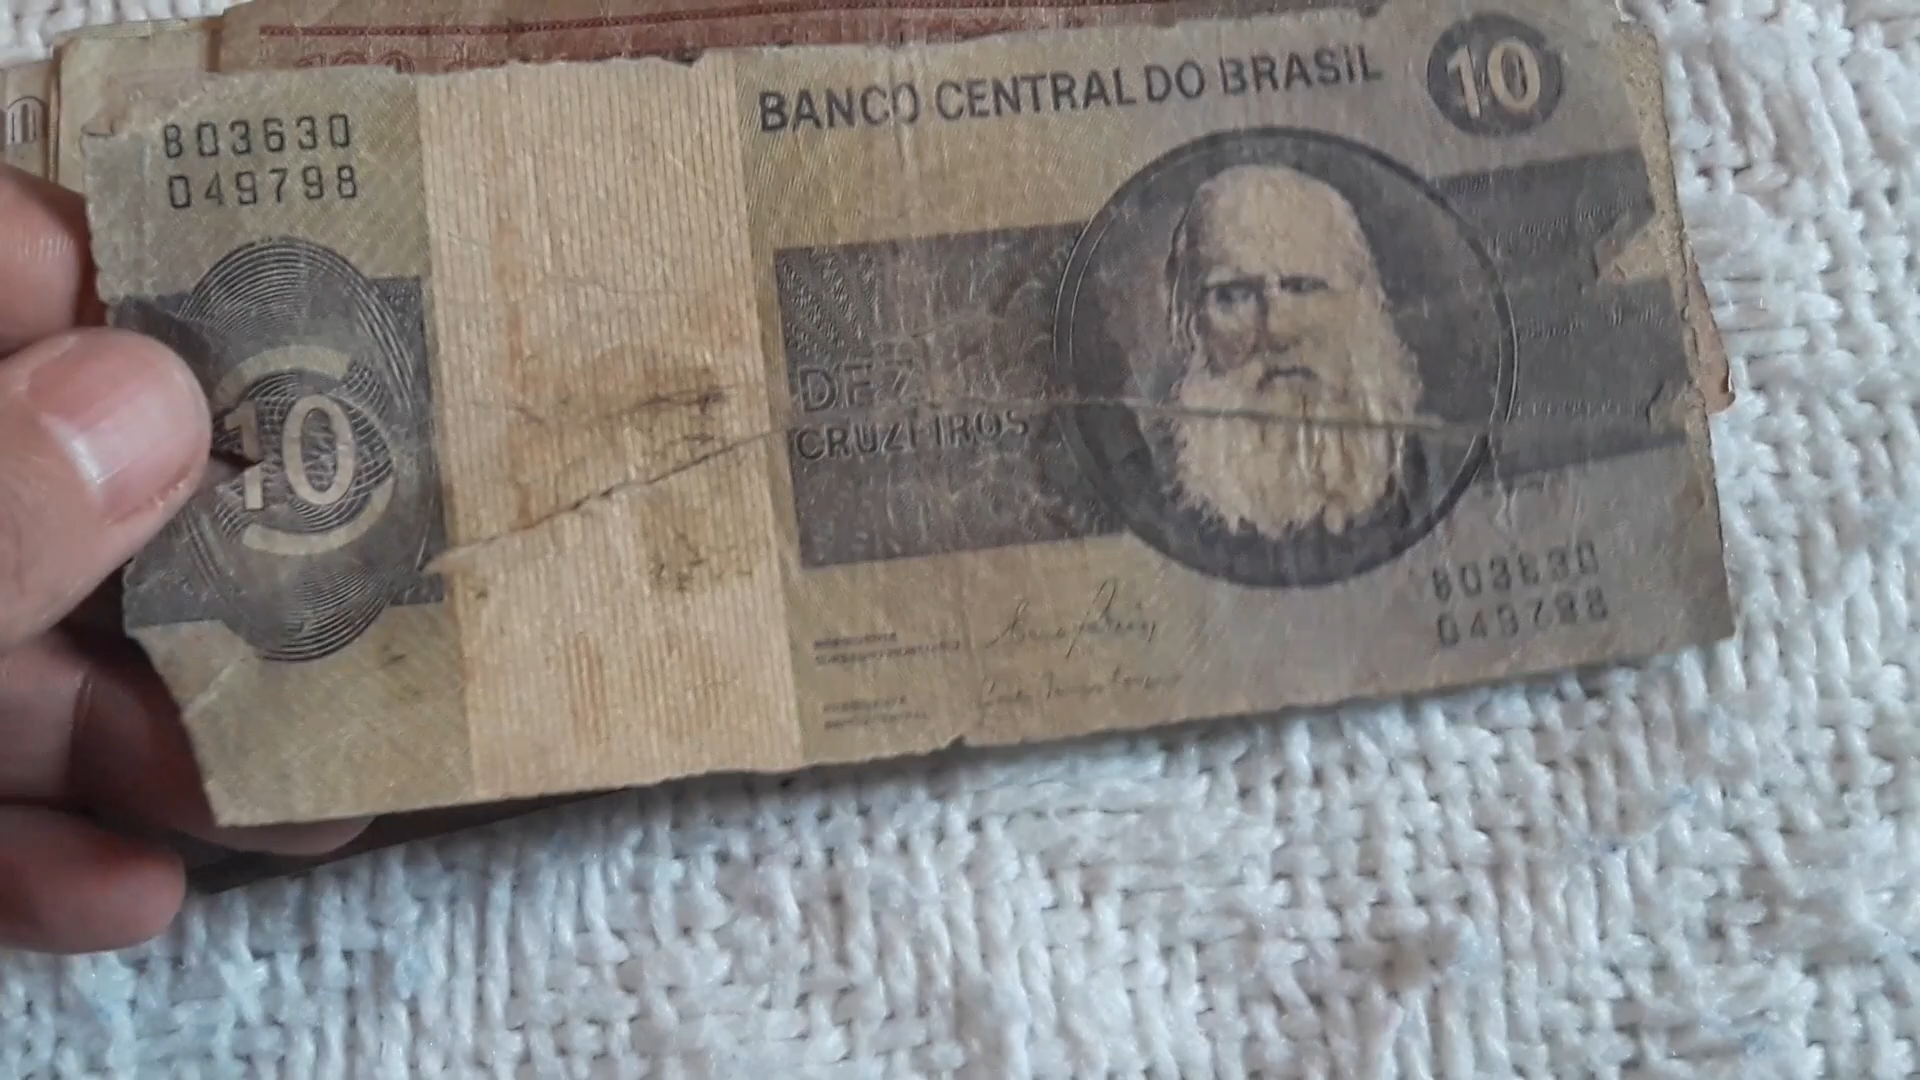 BANCO CENTRAL DO BRASIL
10
B03630
049798
10
DEZ
CRUZEIROS
B03630
049798